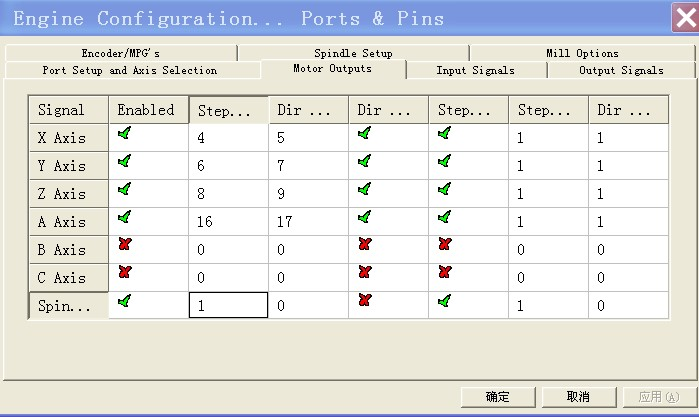 Engine Configuration... Ports & Pins
Encoder/MPG's Spindle Setup Mill Options
Port Setup and Axis Selection Motor Outputs Input Signals Output Signals
Signal Enabled Step... Dir ... Dir ... Step... Step... Dir ...
X Axis 4 5 1 1
Y Axis 6 7 1 1
Z Axis 8 9 1 1
A Axis 16 17 1 1
B Axis 0 0 0 0
C Axis 0 0 0 0
Spin... 1 0 1 0
确定 取消 应用(A)